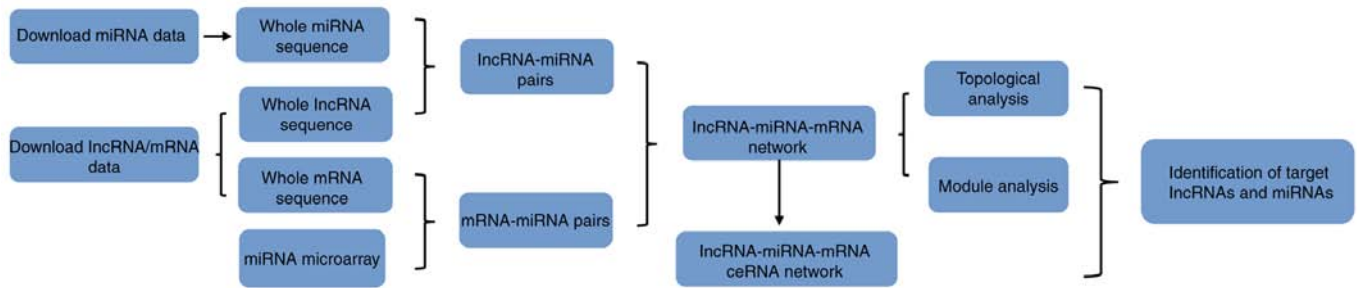 Download miRNA data
Whole miRNA
sequence
Download lncRNA/mRNA
data
Whole lncRNA
sequence
Whole mRNA
sequence
miRNA microarray
lncRNA-miRNA
pairs
mRNA-miRNA pairs
lncRNA-miRNA-mRNA
network
lncRNA-miRNA-mRNA
ceRNA network
Topological
analysis
Module analysis
Identification of target
lncRNAs and miRNAs